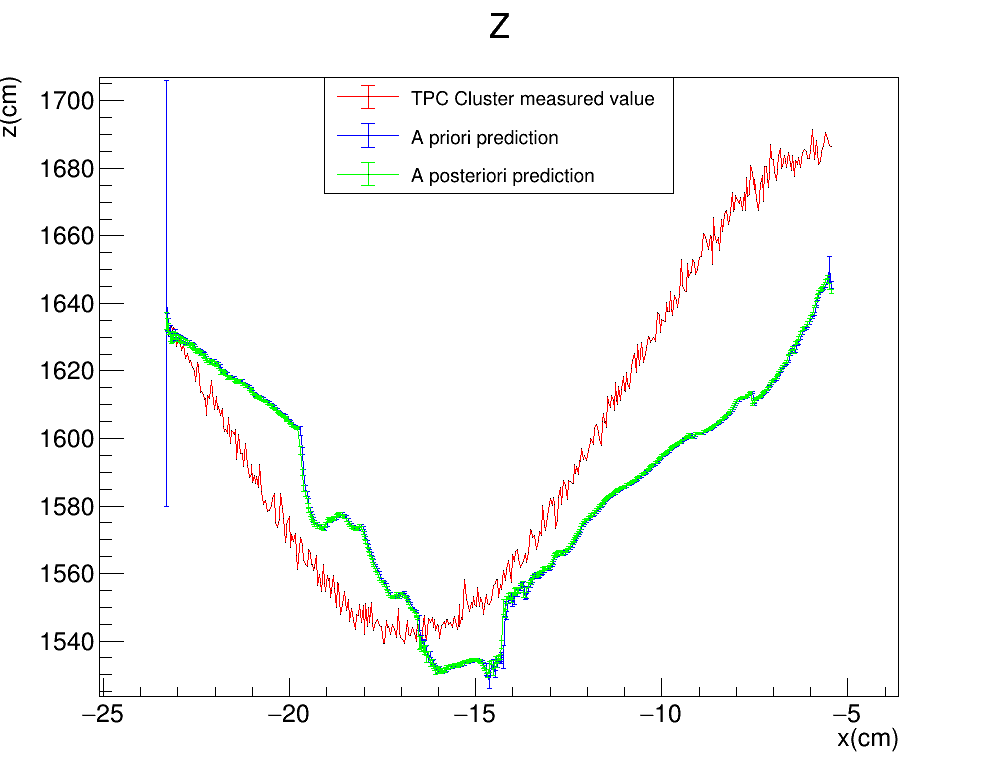 Z
z(cm)
1700
1680
1660
1640
1620
1600
1580
1560
1540
TPC Cluster measured value
A priori prediction
A posteriori prediction
−25
−20
−15
−10
−5
x(cm)